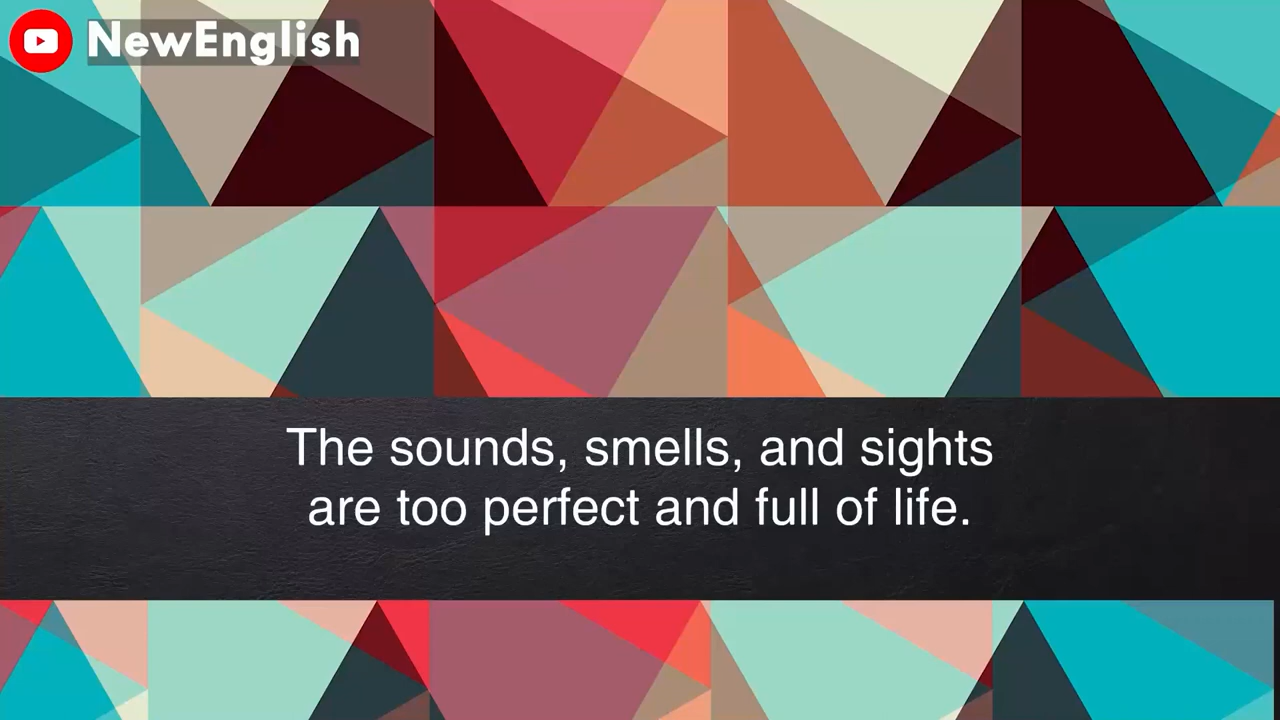 NewEnglish
The sounds, smells, and sights
are too perfect and full of life.